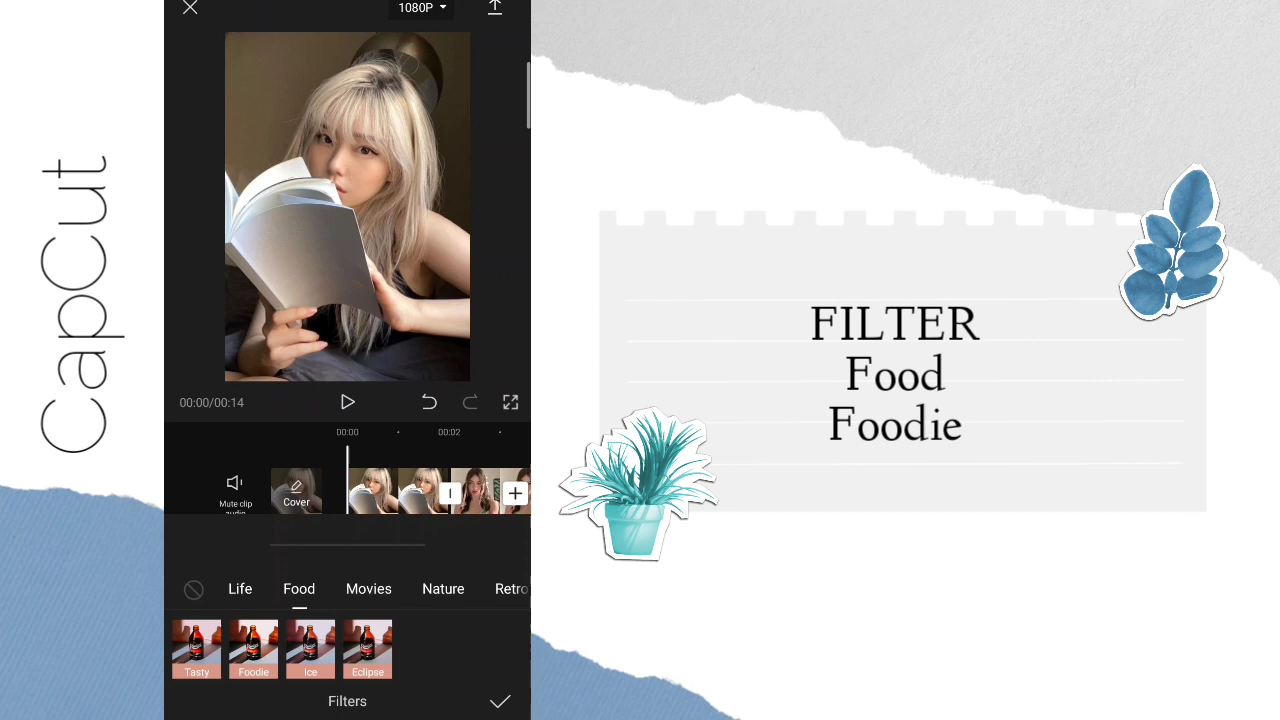 CapCut
1080P
00:00/00:14
00:00
00:02
Mute clip
audio
Cover
Life
Food
Movies
Nature
Retro
Tasty
Foodie
Ice
Eclipse
Filters
FILTER
Food
Foodie